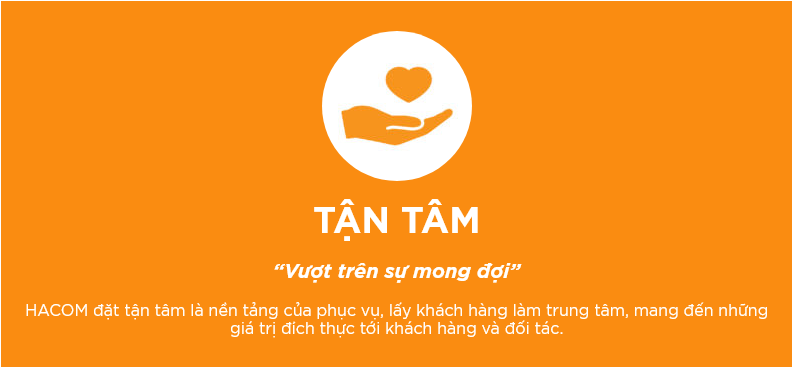 TẬN TÂM
“Vượt trên sự mong đợi”
HACOM đặt tận tâm là nền tảng của phục vụ, lấy khách hàng làm trung tâm, mang đến những
giá trị đích thực tới khách hàng và đối tác.